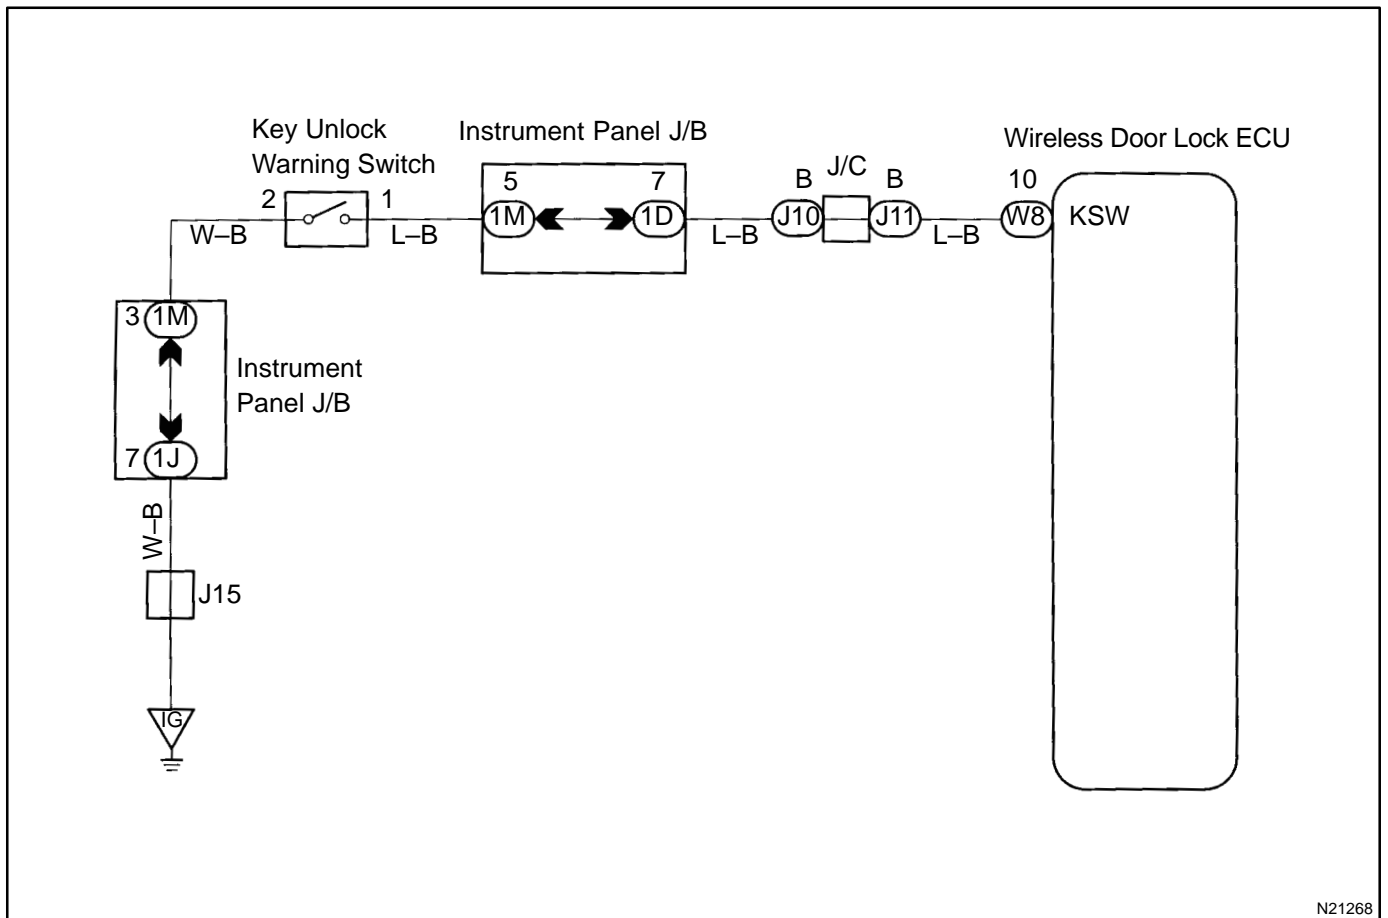 Key Unlock
Warning Switch
Instrument Panel J/B
Wireless Door Lock ECU
2
1
5
7
B
J/C
B
10
1M
1D
J10
J11
W8
KSW
W–B
L–B
L–B
L–B
3
1M
Instrument
Panel J/B
7
1J
W–B
J15
IG
N21268